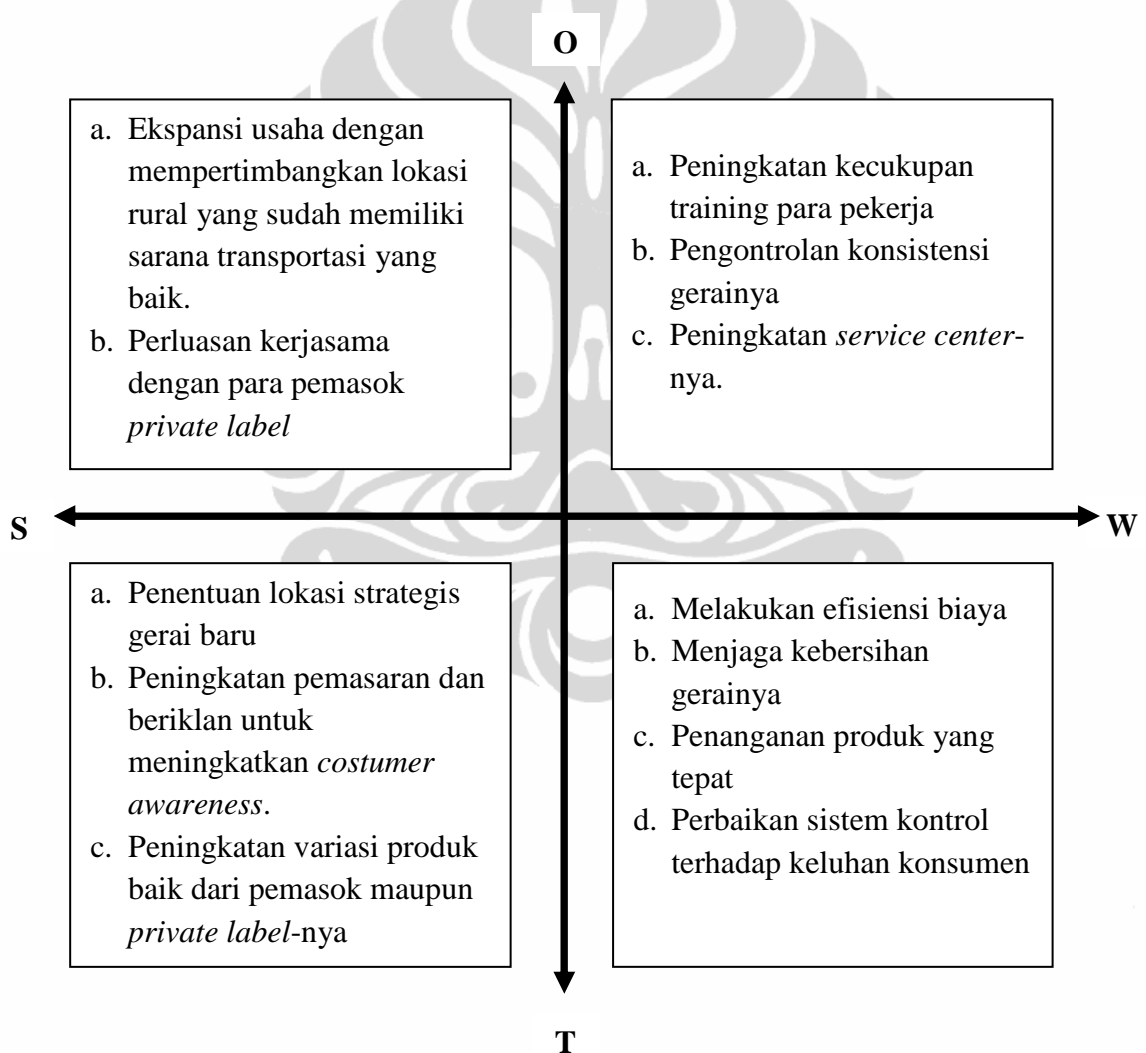 O
a. Ekspansi usaha dengan
mempertimbangkan lokasi
rural yang sudah memiliki
sarana transportasi yang
baik.
b. Perluasan kerjasama
dengan para pemasok
private label
a. Peningkatan kecukupan
training para pekerja
b. Pengontrolan konsistensi
gerainya
c. Peningkatan service center-
nya.
S
W
a. Penentuan lokasi strategis
gerai baru
b. Peningkatan pemasaran dan
beriklan untuk
meningkatkan costumer
awareness.
c. Peningkatan variasi produk
baik dari pemasok maupun
private label-nya
a. Melakukan efisiensi biaya
b. Menjaga kebersihan
gerainya
c. Penanganan produk yang
tepat
d. Perbaikan sistem kontrol
terhadap keluhan konsumen
T